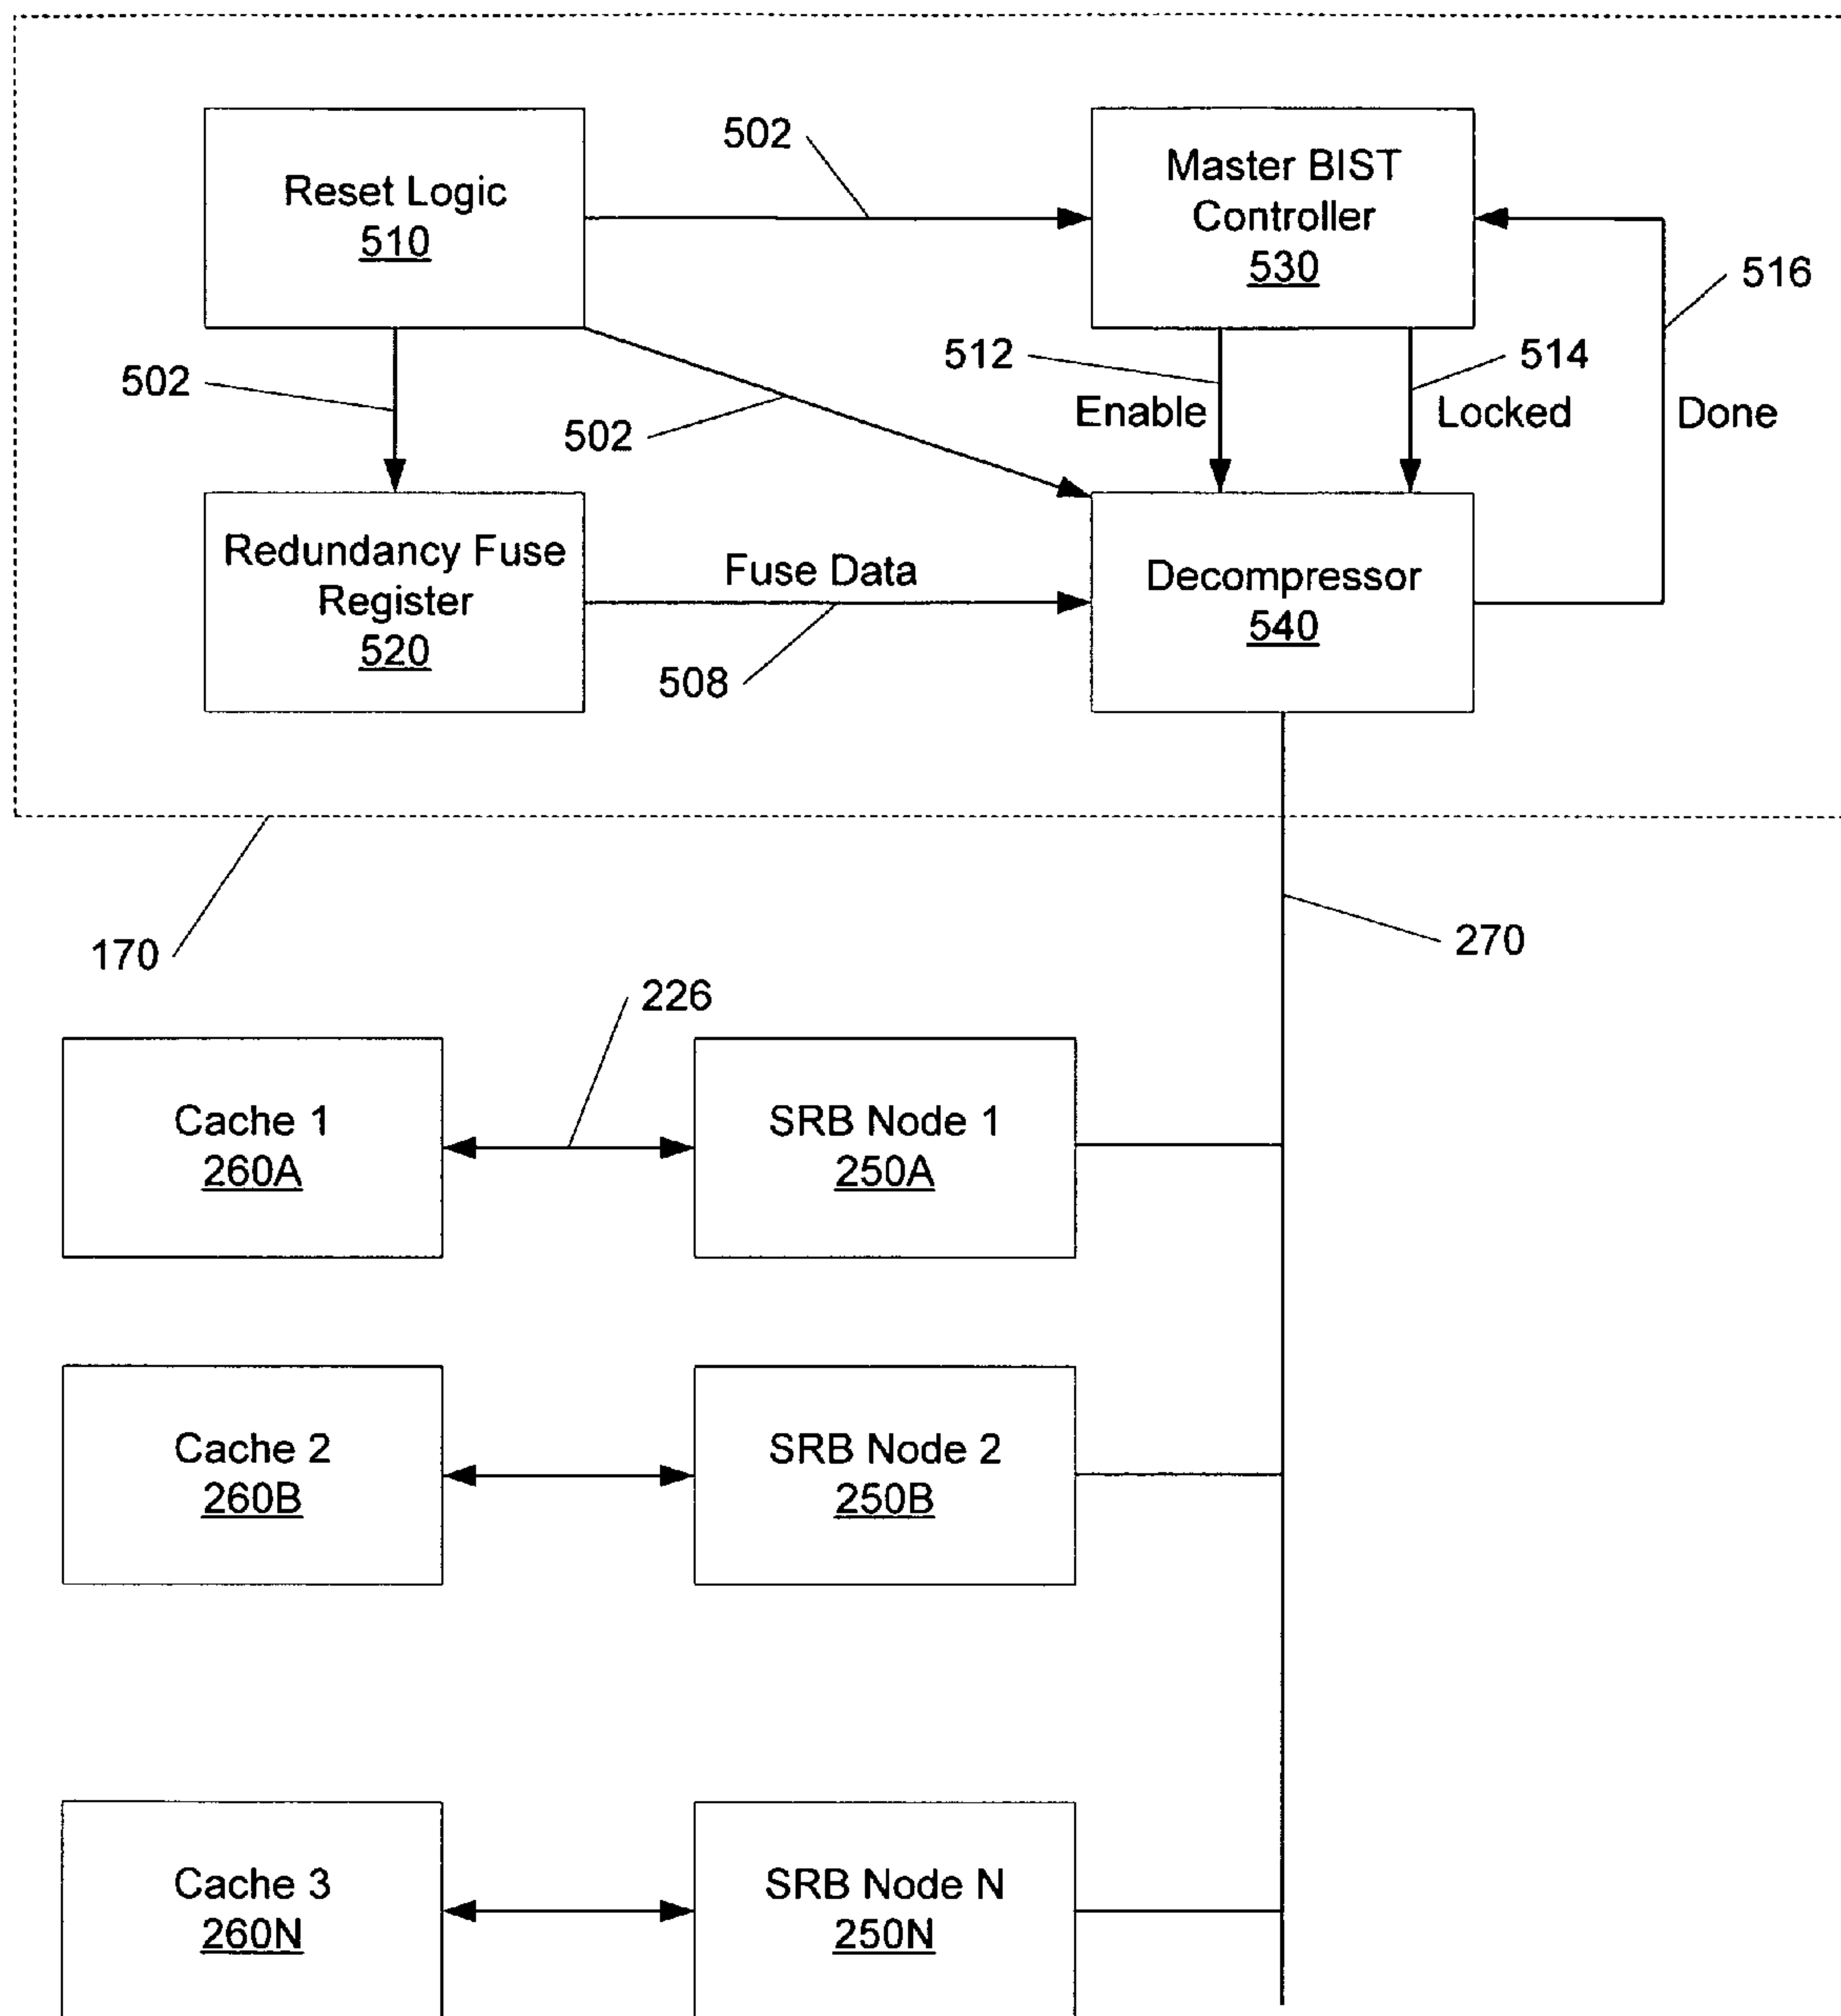 502
Reset Logic
510
Master BIST
Controller
530
516
502
512
514
Enable
Locked
Done
502
Redundancy Fuse
Register
520
Fuse Data
508
Decompressor
540
170
270
226
Cache 1
260A
SRB Node 1
250A
Cache 2
260B
SRB Node 2
250B
Cache 3
260N
SRB Node N
250N